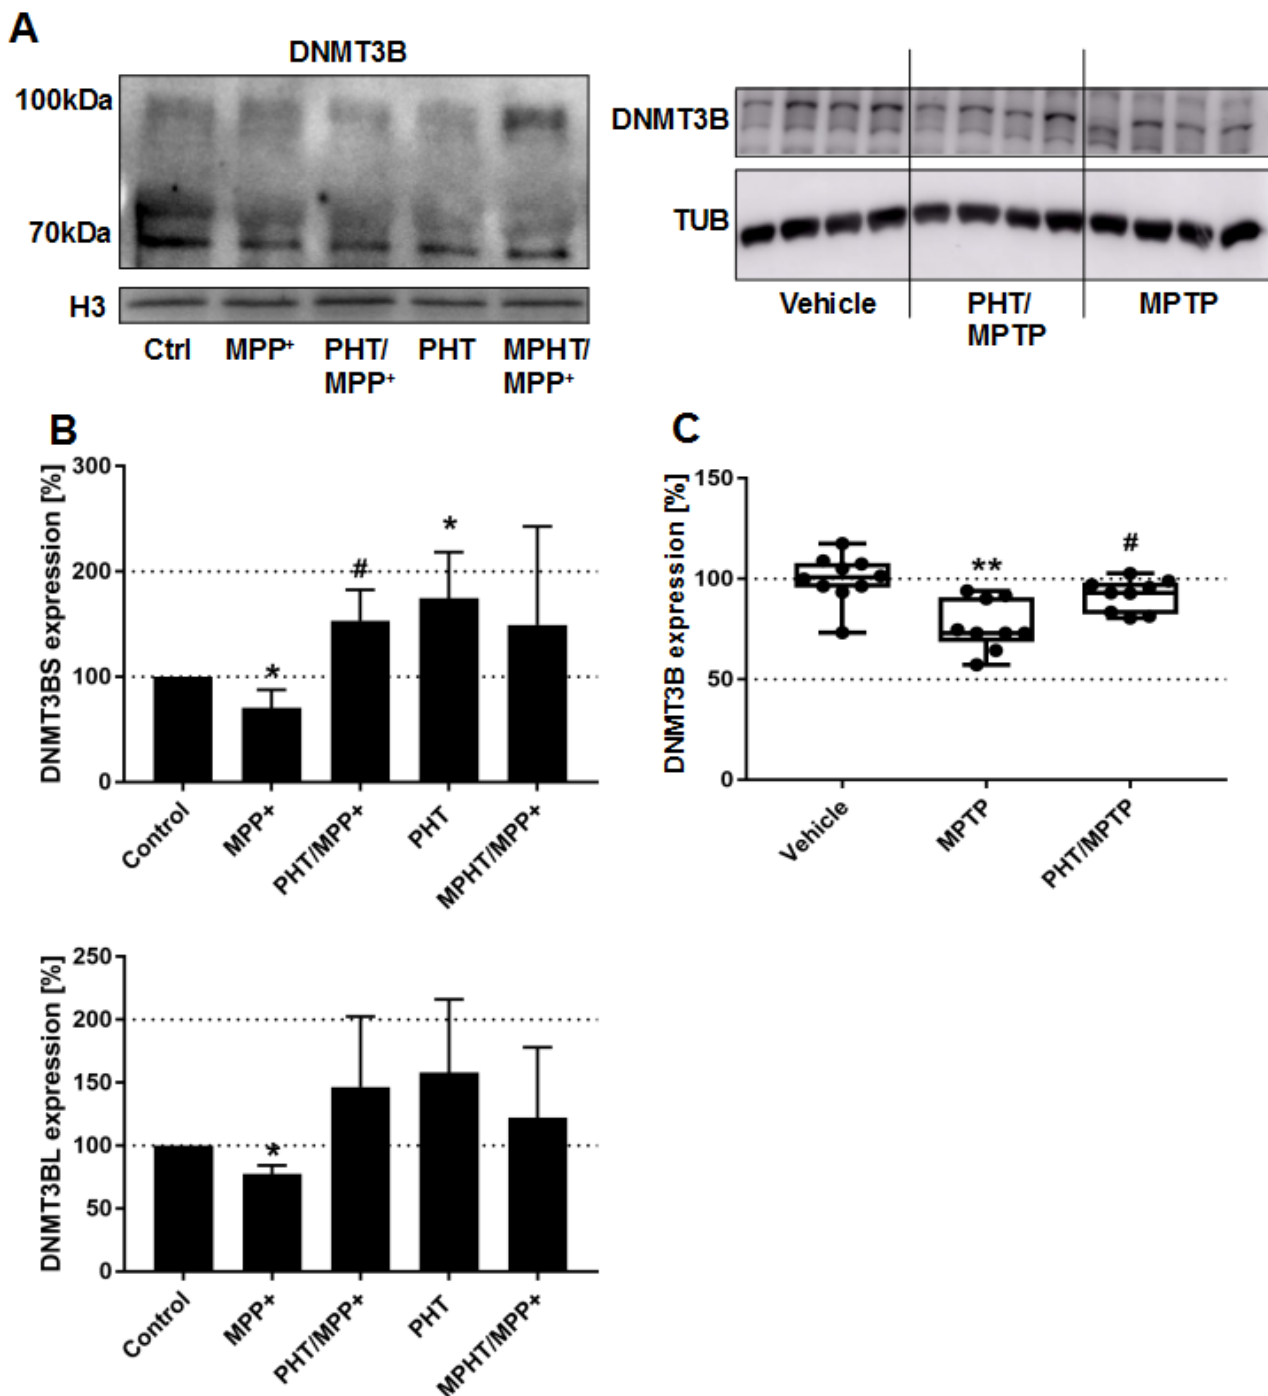 A
DNMT3B
100kDa
70kDa
H3
Ctrl MPP⁺ PHT/ PHT MPHT/
MPP⁺ MPP⁺
DNMT3B
TUB
Vehicle PHT/ MPTP
MPTP
B
DNMT3BS expression [%]
300
200
100
0
*
#
*
Control MPP+ PHT/MPP+ PHT MPHT/MPP+
C
DNMT3B expression [%]
150
100
50
0
**
#
Vehicle MPTP PHT/MPTP
DNMT3BL expression [%]
250
200
150
100
50
0
*
Control MPP+ PHT/MPP+ PHT MPHT/MPP+